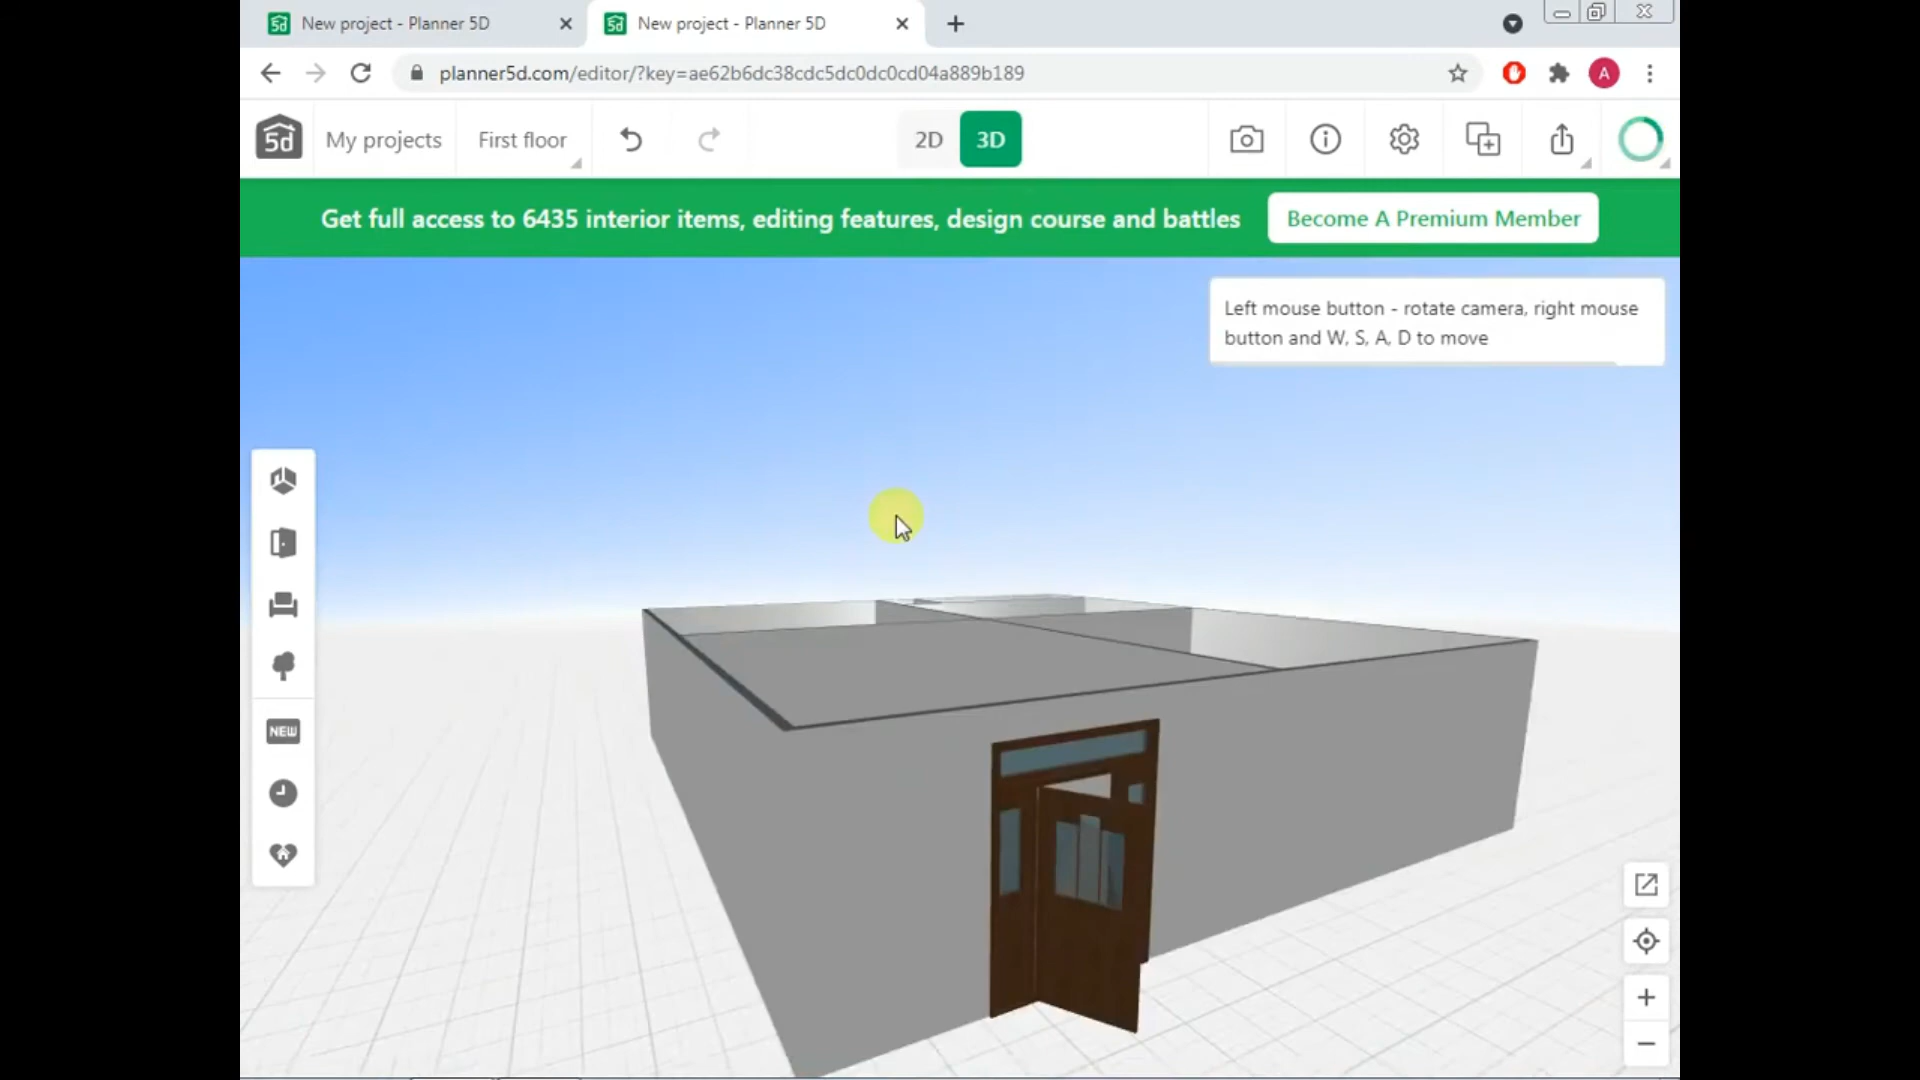 New project - Planner 5D
New project - Planner 5D
planner5d.com/editor/?key=ae62b6dc38cdc5dc0dc0cd04a889b189
A
5d
My projects
First floor
2D
3D
Get full access to 6435 interior items, editing features, design course and battles
Become A Premium Member
Left mouse button - rotate camera, right mouse
button and W, S, A, D to move
NEW